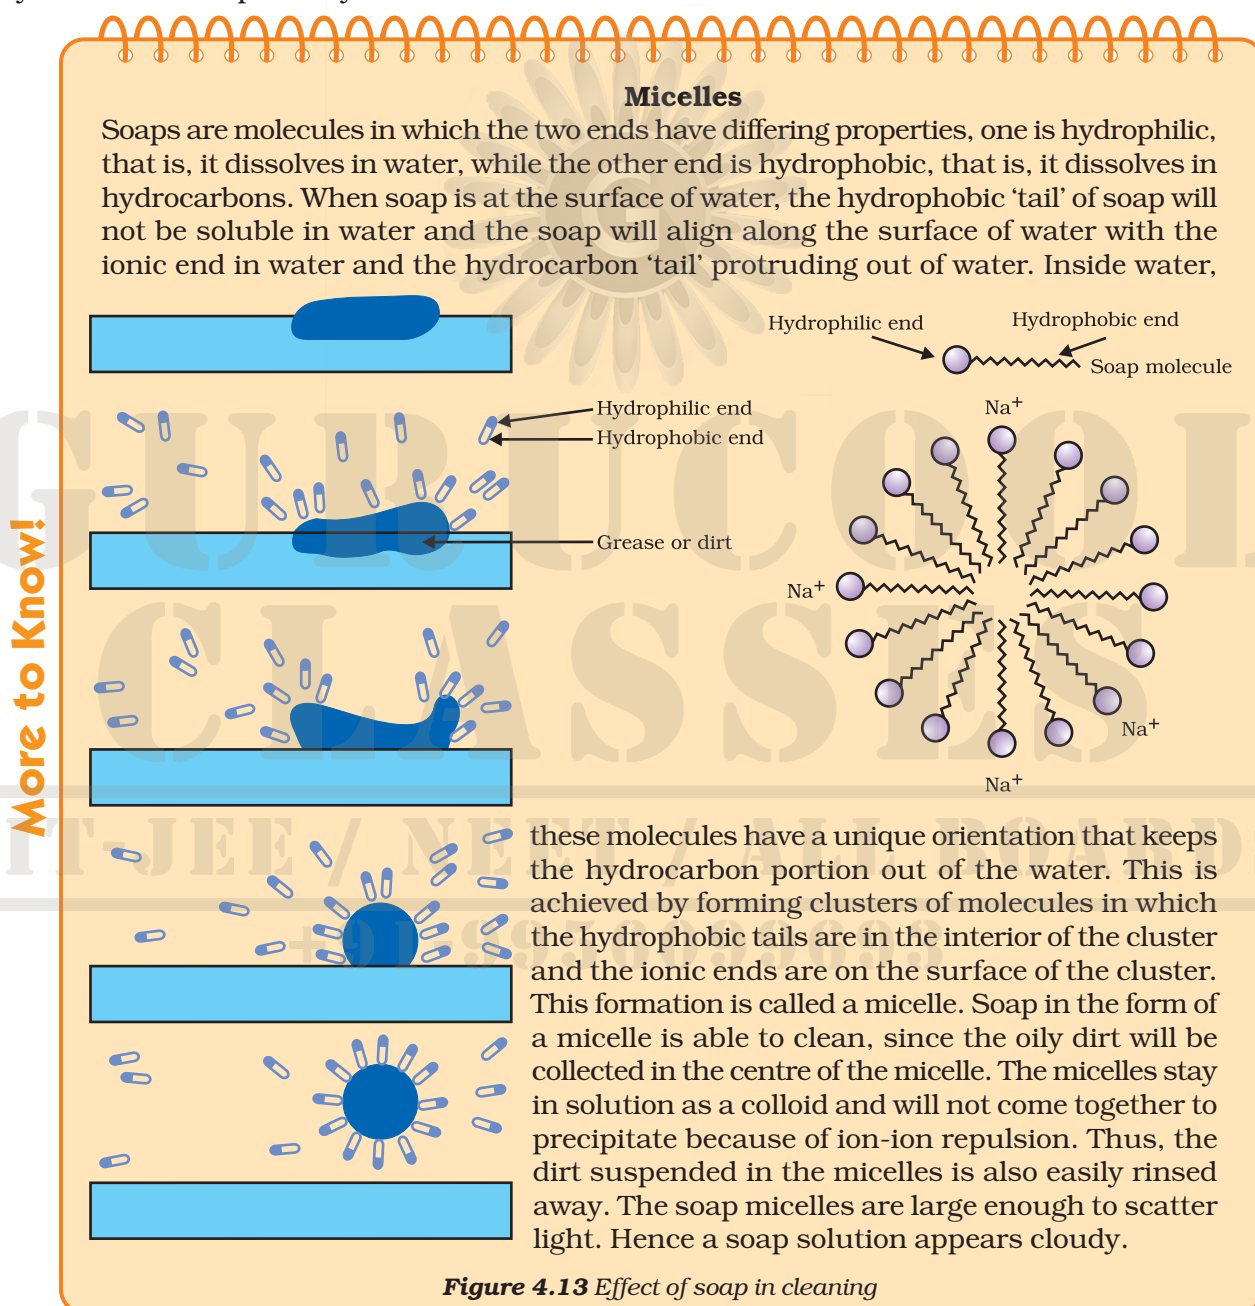 Micelles
Soaps are molecules in which the two ends have differing properties, one is hydrophilic,
that is, it dissolves in water, while the other end is hydrophobic, that is, it dissolves in
hydrocarbons. When soap is at the surface of water, the hydrophobic ‘tail’ of soap will
not be soluble in water and the soap will align along the surface of water with the
ionic end in water and the hydrocarbon ‘tail’ protruding out of water. Inside water,
Hydrophilic end
Hydrophobic end
Soap molecule
Hydrophilic end
Hydrophobic end
Grease or dirt
Na+
Na+
Na+
Na+
More to Know!
these molecules have a unique orientation that keeps
the hydrocarbon portion out of the water. This is
achieved by forming clusters of molecules in which
the hydrophobic tails are in the interior of the cluster
and the ionic ends are on the surface of the cluster.
This formation is called a micelle. Soap in the form of
a micelle is able to clean, since the oily dirt will be
collected in the centre of the micelle. The micelles stay
in solution as a colloid and will not come together to
precipitate because of ion-ion repulsion. Thus, the
dirt suspended in the micelles is also easily rinsed
away. The soap micelles are large enough to scatter
light. Hence a soap solution appears cloudy.
Figure 4.13 Effect of soap in cleaning
G
GURUCOOL
CLASSES
IT-JEE / NEET / ALL BOARD